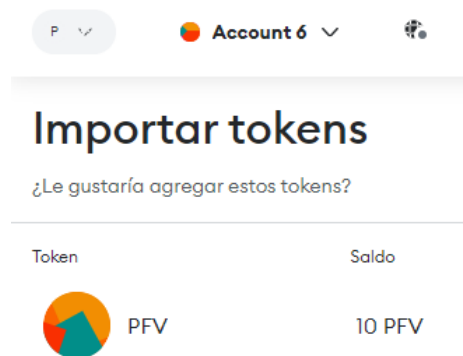 P
Account 6
Importar tokens
¿Le gustaría agregar estos tokens?
Token Saldo
PFV 10 PFV